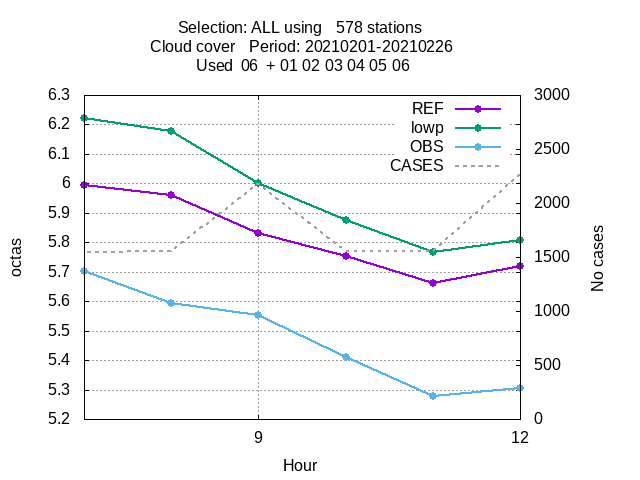 Selection: ALL using   578 stations
Cloud cover   Period: 20210201-20210226
Used  06  + 01 02 03 04 05 06
6.3
6.2
6.1
6
5.9
5.8
5.7
5.6
5.5
5.4
5.3
5.2
octas
REF
lowp
OBS
CASES
3000
2500
2000
1500
1000
500
0
No cases
9
12
Hour